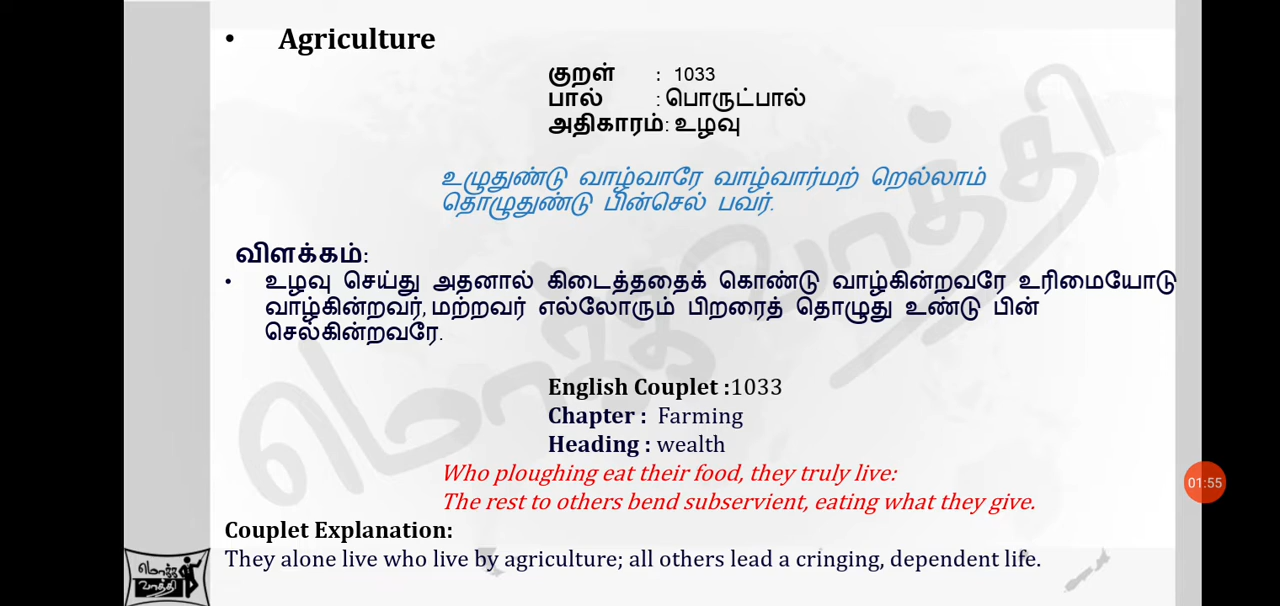 • Agriculture
குறள் : 1033
பால் : பொருட்பால்
அதிகாரம்: உழவு
உழுதுண்டு வாழ்வாரே வாழ்வார்மற் றெல்லாம்
தொழுதுண்டு பின்செல் பவர்.
விளக்கம்:
• உழவு செய்து அதனால் கிடைத்ததைக் கொண்டு வாழ்கின்றவரே உரிமையோடு
வாழ்கின்றவர், மற்றவர் எல்லோரும் பிறரைத் தொழுது உண்டு பின்
செல்கின்றவரே.
English Couplet :1033
Chapter : Farming
Heading : wealth
Who ploughing eat their food, they truly live:
The rest to others bend subservient, eating what they give.
Couplet Explanation:
They alone live who live by agriculture; all others lead a cringing, dependent life.
01:55
மொக்க
வாத்தி
மொக்க வாத்தி